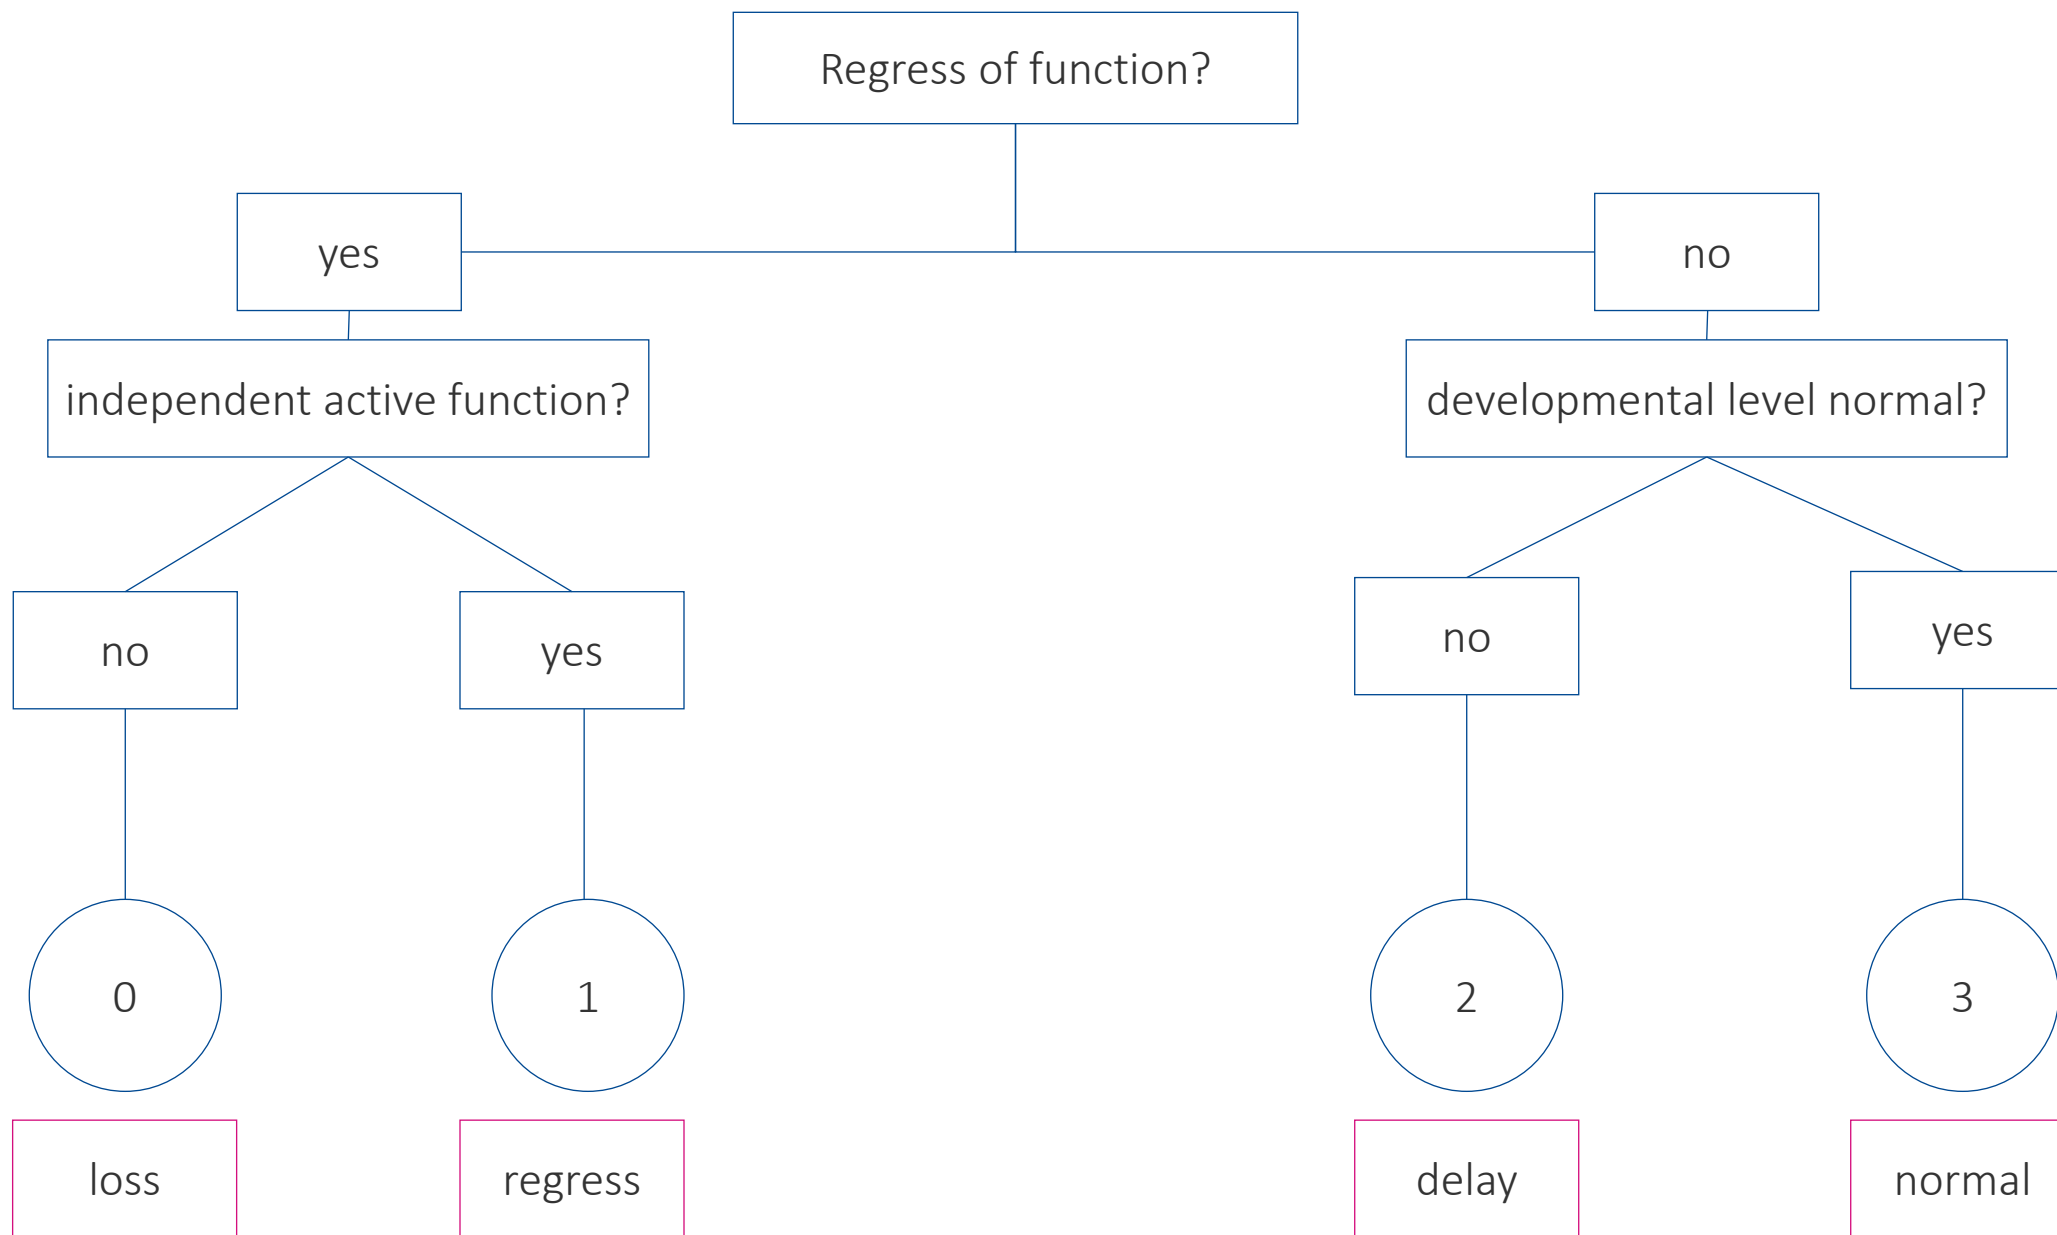 Regress of function?
yes
no
independent active function?
developmental level normal?
no
yes
no
yes
0
1
2
3
loss
regress
delay
normal